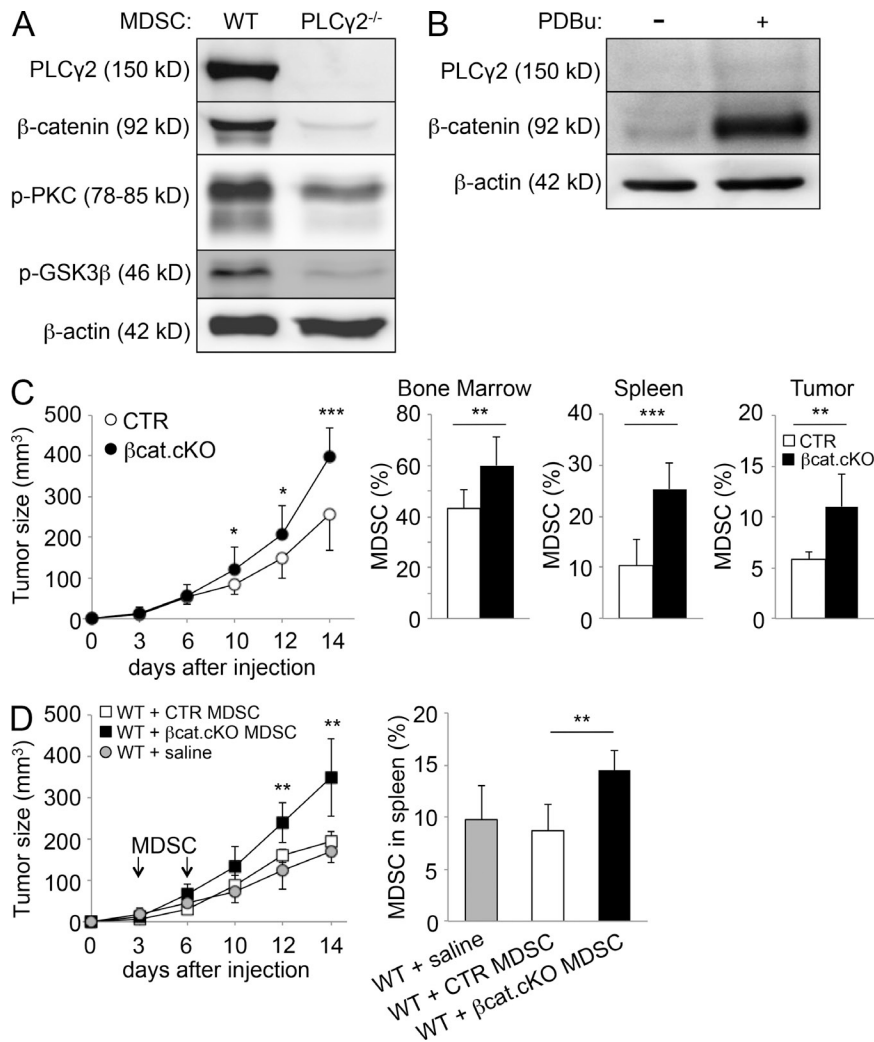 A
MDSC: WT PLCγ2-/-
PLCγ2 (150 kD)
β-catenin (92 kD)
p-PKC (78-85 kD)
p-GSK3β (46 kD)
β-actin (42 kD)
B
PDBu: - +
PLCγ2 (150 kD)
β-catenin (92 kD)
β-actin (42 kD)
C
Tumor size (mm3)
500
400
300
200
100
0
CTR
βcat.cKO
* * ***
0 3 6 10 12 14
days after injection
Bone Marrow
**
MDSC (%)
80
60
40
20
0
Spleen
***
MDSC (%)
40
30
20
10
0
Tumor
**
CTR
βcat.cKO
MDSC (%)
20
15
10
5
0
D
Tumor size (mm3)
500
400
300
200
100
0
WT + CTR MDSC
WT + βcat.cKO MDSC
WT + saline
MDSC
** **
0 3 6 10 12 14
days after injection
MDSC in spleen (%)
20
15
10
5
0
**
WT + saline
WT + CTR MDSC
WT + βcat.cKO MDSC